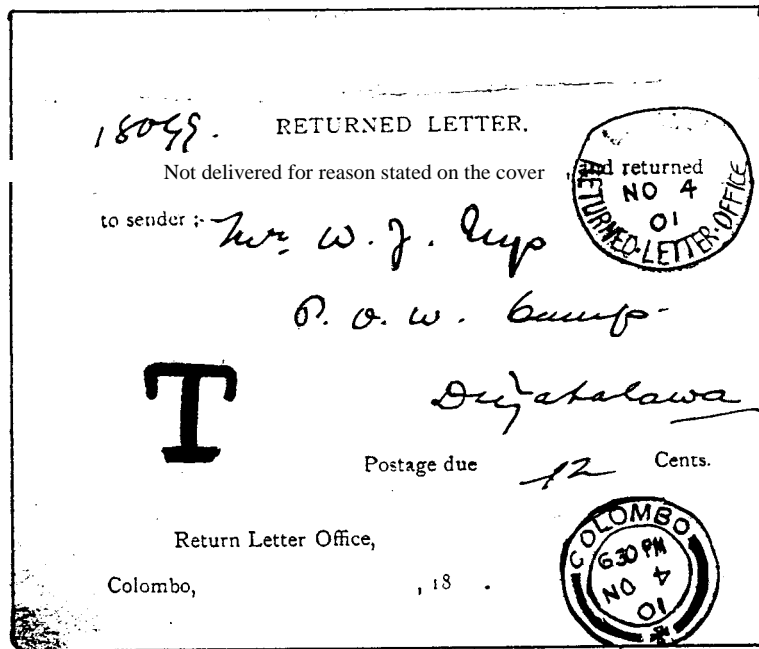 RETURNED LETTER.
Not delivered for reason stated on the cover , and returned
RETURNED·LETTER·OFFICE
NO 4
01
to sender :- Mr. W. J.
P. O. W. Camp
Diyatalawa
T
Postage due 12 Cents.
Return Letter Office,
Colombo, , 18 .
COLOMBO
6 30 PM
NO 4
01